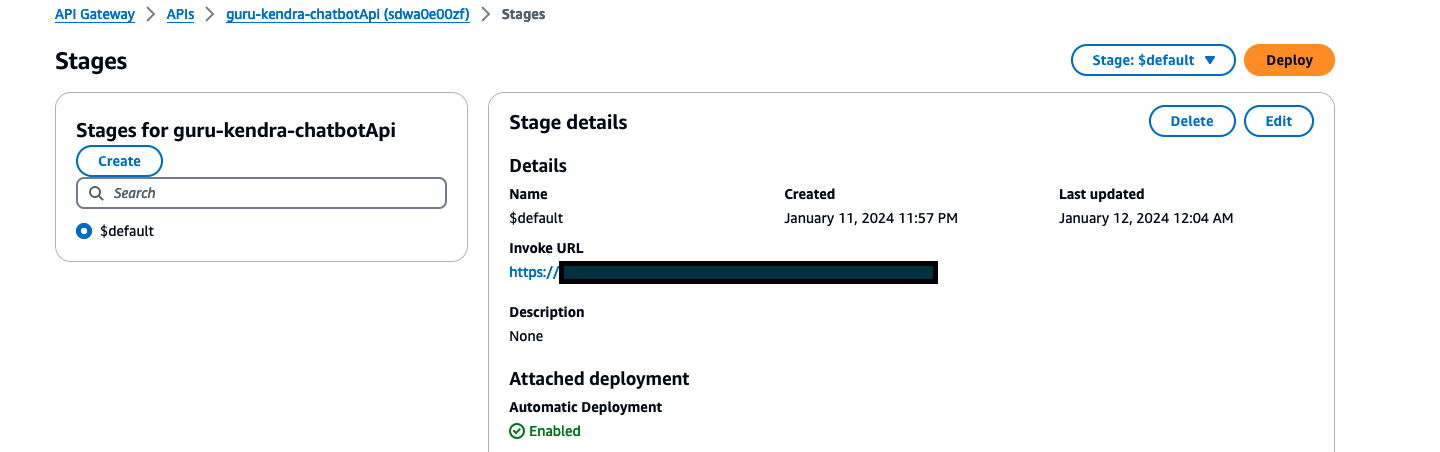 API Gateway > APIs > guru-kendra-chatbotApi (sdwa0e00zf) > Stages
Stages
Stage: $default
Deploy
Stages for guru-kendra-chatbotApi
Create
Search
$default
Stage details
Delete
Edit
Details
Name
Created
Last updated
$default
January 11, 2024 11:57 PM
January 12, 2024 12:04 AM
Invoke URL
https://
Description
None
Attached deployment
Automatic Deployment
Enabled